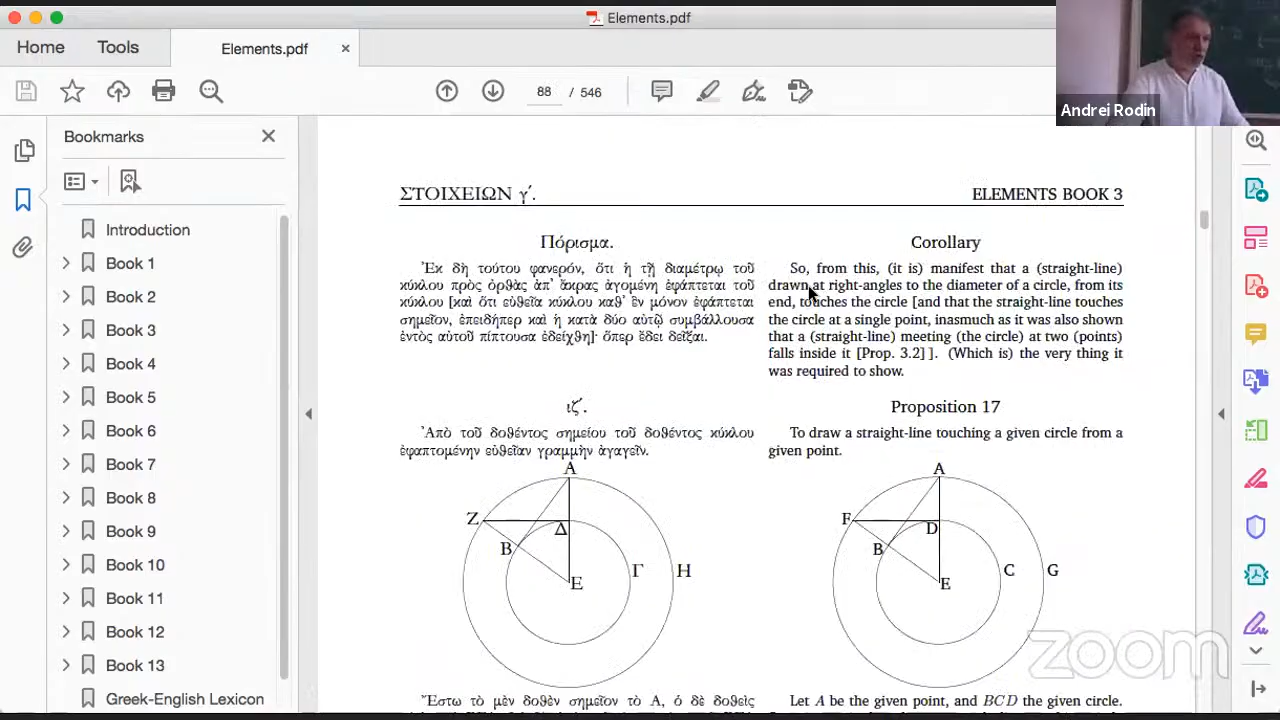 Elements.pdf
Home
Tools
Elements.pdf
88 / 546
Andrei Rodin
Bookmarks
Introduction
Book 1
Book 2
Book 3
Book 4
Book 5
Book 6
Book 7
Book 8
Book 9
Book 10
Book 11
Book 12
Book 13
Greek-English Lexicon
ΣΤΟΙΧΕΙΩΝ γ΄.
ELEMENTS BOOK 3
Πόρισμα.
᾿Εκ δὴ τούτου φανερόν, ὅτι ἡ τῇ διαμέτρῳ τοῦ
κύκλου πρὸς ὀρθὰς ἀπ᾿ ἄκρας ἀγομένη ἐφάπτεται τοῦ
κύκλου [καὶ ὅτι εὐθεῖα κύκλου καθ᾿ ἓν μόνον ἐφάπτεται
σημεῖον, ἐπειδήπερ καὶ ἡ κατὰ δύο αὐτῷ συμβάλλουσα
ἐντὸς αὐτοῦ πίπτουσα ἐδείχθη]· ὅπερ ἔδει δεῖξαι.
Corollary
So, from this, (it is) manifest that a (straight-line)
drawn at right-angles to the diameter of a circle, from its
end, touches the circle [and that the straight-line touches
the circle at a single point, inasmuch as it was also shown
that a (straight-line) meeting (the circle) at two (points)
falls inside it [Prop. 3.2] ]. (Which is) the very thing it
was required to show.
ιζ΄.
᾿Απὸ τοῦ δοθέντος σημείου τοῦ δοθέντος κύκλου
ἐφαπτομένην εὐθεῖαν γραμμὴν ἀγαγεῖν.
Proposition 17
To draw a straight-line touching a given circle from a
given point.
Α
Ζ
Δ
Β
Ε
Γ
Η
A
F
D
B
E
C
G
῎Εστω τὸ μὲν δοθὲν σημεῖον τὸ Α, ὁ δὲ δοθεὶς
Let A be the given point, and BCD the given circle.
zoom